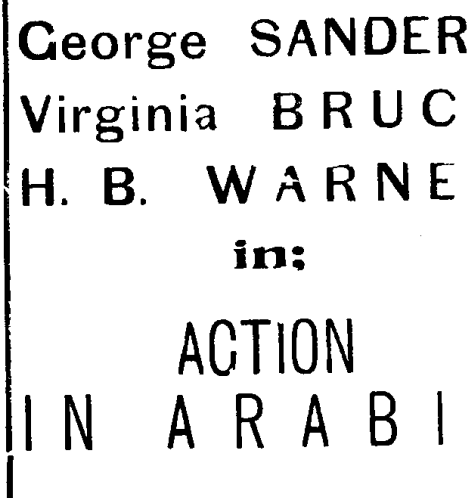 George SANDER
Virginia BRUC
H. B. WARNE
in:
ACTION
IN ARABI